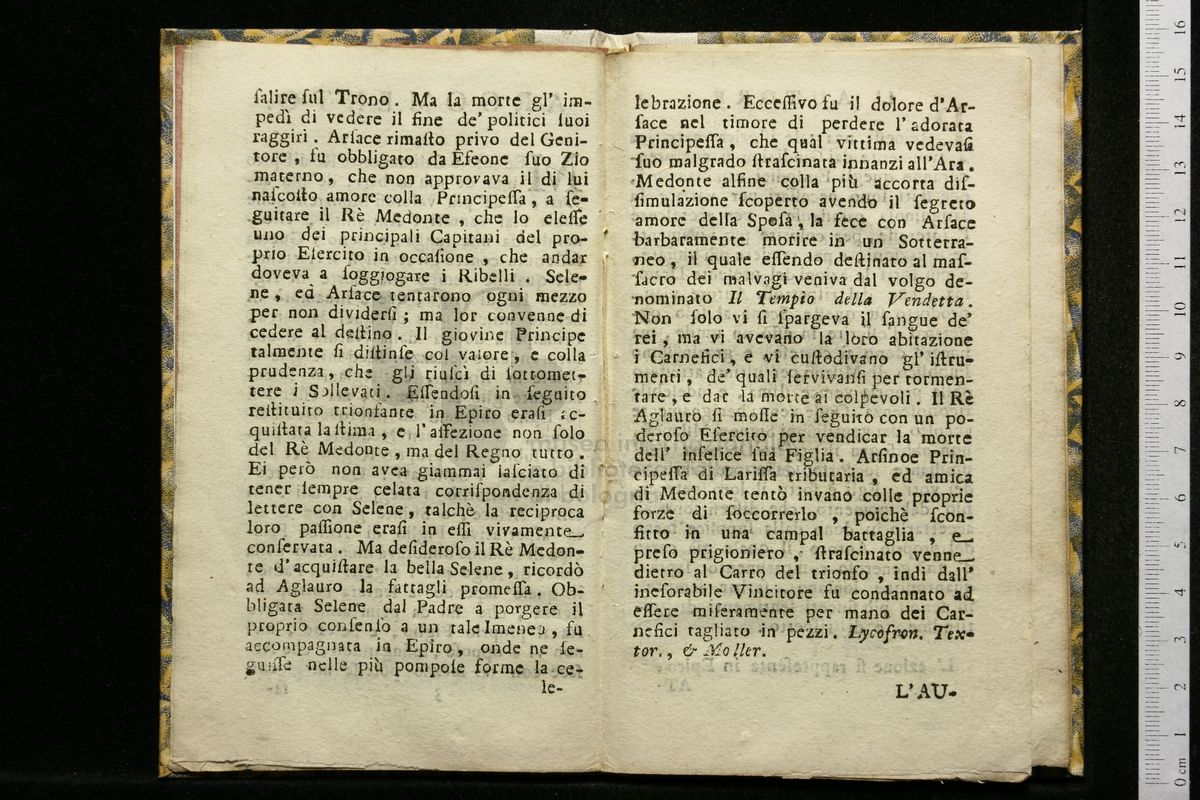 ſalire ſul Trono. Ma la morte gl' im-
pedì di vedere il fine de' politici ſuoi
raggiri. Arſace rimaſto privo del Geni-
tore, fu obbligato da Efeone ſuo Zio
materno, che non approvava il di lui
naſcoſto amore colla Principeſſa, a ſe-
guitare il Rè Medonte, che lo eleſſe
uno dei principali Capitani del pro-
prio Eſercito in occaſione, che andar
doveva a ſoggiogare i Ribelli. Sele-
ne, ed Arſace tentarono ogni mezzo
per non dividerſi; ma lor convenne di
cedere al deſtino. Il giovine Principe
talmente ſi diſtinſe col valore, e colla
prudenza, che gli riuſcì di ſottomet-
tere i Sollevati. Eſſendoſi in ſeguito
reſtituito trionfante in Epiro eraſi ac-
quiſtata la ſtima, e l'affezione non ſolo
del Rè Medonte, ma del Regno tutto.
Ei però non avea giammai laſciato di
tener ſempre celata corriſpondenza di
lettere con Selene, talchè la reciproca
loro paſſione eraſi in eſſi vivamente
conſervata. Ma deſideroſo il Rè Medon-
te d'acquiſtare la bella Selene, ricordò
ad Aglauro la fattagli promeſſa. Ob-
bligata Selene dal Padre a porgere il
proprio conſenſo a un tale Imeneo, fu
accompagnata in Epiro, onde ne ſe-
guiſſe nelle più pompoſe forme la ce-
le-
lebrazione. Ecceſſivo fu il dolore d'Ar-
ſace nel timore di perdere l'adorata
Principeſſa, che qual vittima vedevaſi
ſuo malgrado ſtraſcinata innanzi all'Ara.
Medonte alfine colla più accorta diſ-
ſimulazione ſcoperto avendo il ſegreto
amore della Spoſa, la fece con Arſace
barbaramente morire in un Sotterra-
neo, il quale eſſendo deſtinato al maſ-
ſacro dei malvagi veniva dal volgo de-
nominato Il Tempio della Vendetta.
Non ſolo vi ſi ſpargeva il ſangue de'
rei, ma vi avevano la loro abitazione
i Carnefici, e vi cuſtodivano gl' iſtru-
menti, de' quali ſervivanſi per tormen-
tare, e dar la morte ai colpevoli. Il Rè
Aglauro ſi moſſe in ſeguito con un po-
deroſo Eſercito per vendicar la morte
dell' infelice ſua Figlia. Arſinoe Prin-
cipeſſa di Lariſſa tributaria, ed amica
di Medonte tentò invano colle proprie
forze di ſoccorrerlo, poichè ſcon-
fitto in una campal battaglia, e
preſo prigioniero, ſtraſcinato venne
dietro al Carro del trionfo, indi dall'
ineſorabile Vincitore fu condannato ad
eſſere miſeramente per mano dei Car-
nefici tagliato in pezzi. Lycofron. Tex-
tor., & Moller.
L'AU-
0 cm 1 2 3 4 5 6 7 8 9 10 11 12 13 14 15 16